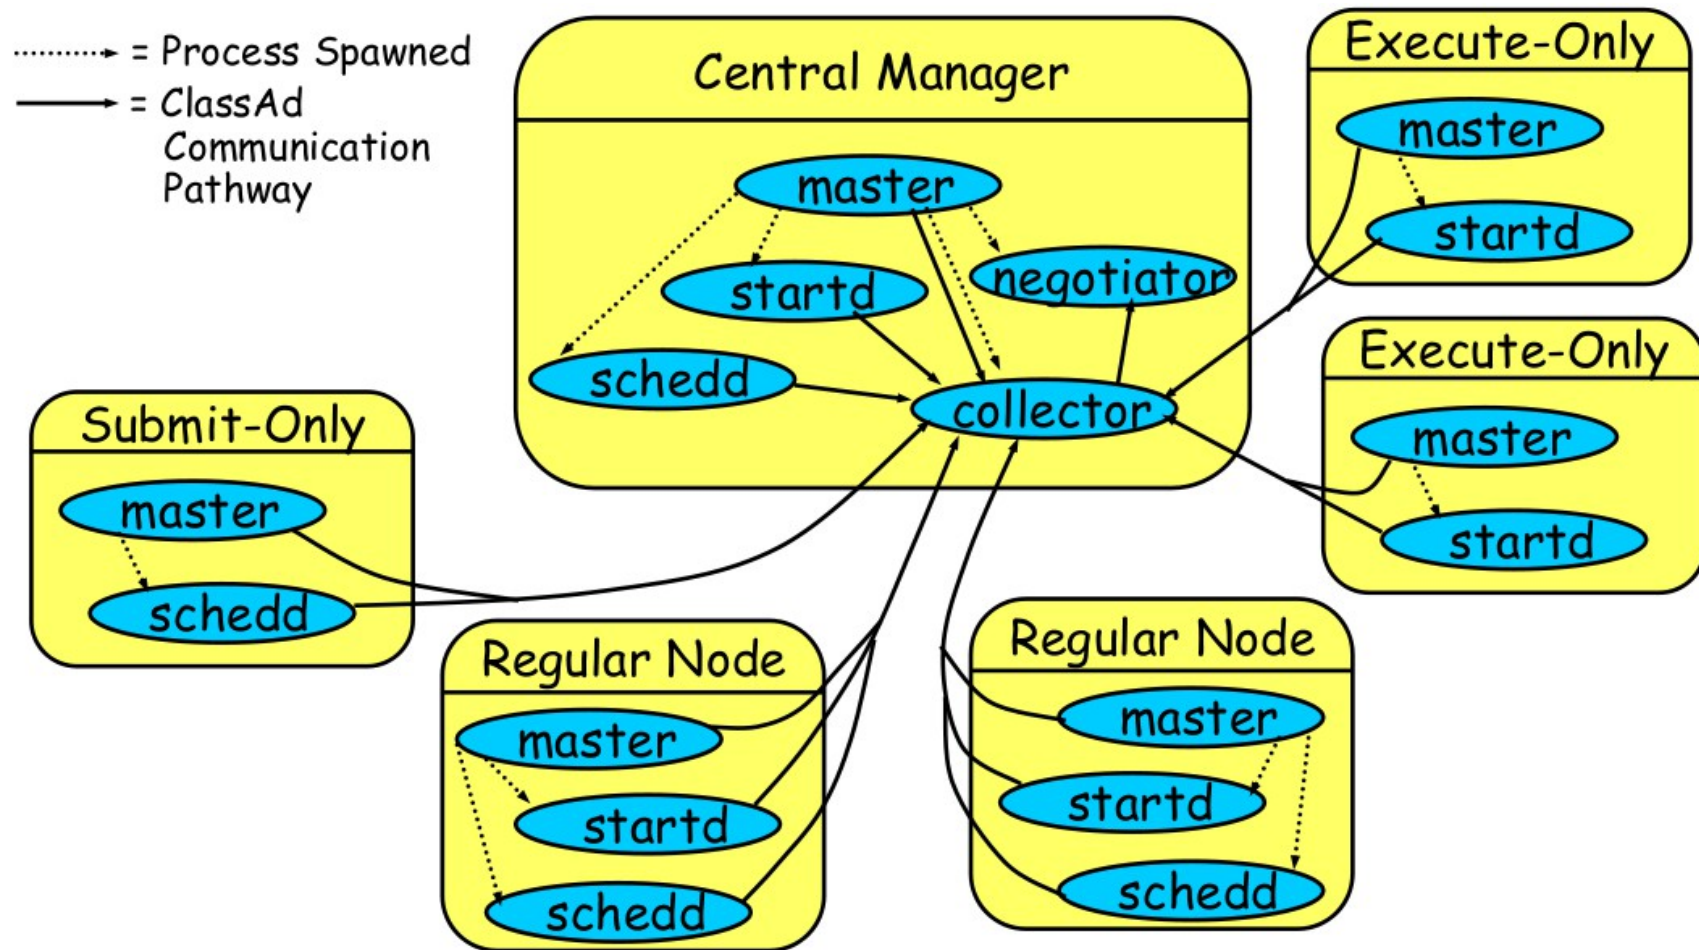 = Process Spawned
= ClassAd
Communication
Pathway
Central Manager
master
startd
negotiator
schedd
collector
Execute-Only
master
startd
Execute-Only
master
startd
Submit-Only
master
schedd
Regular Node
master
startd
schedd
Regular Node
master
startd
schedd